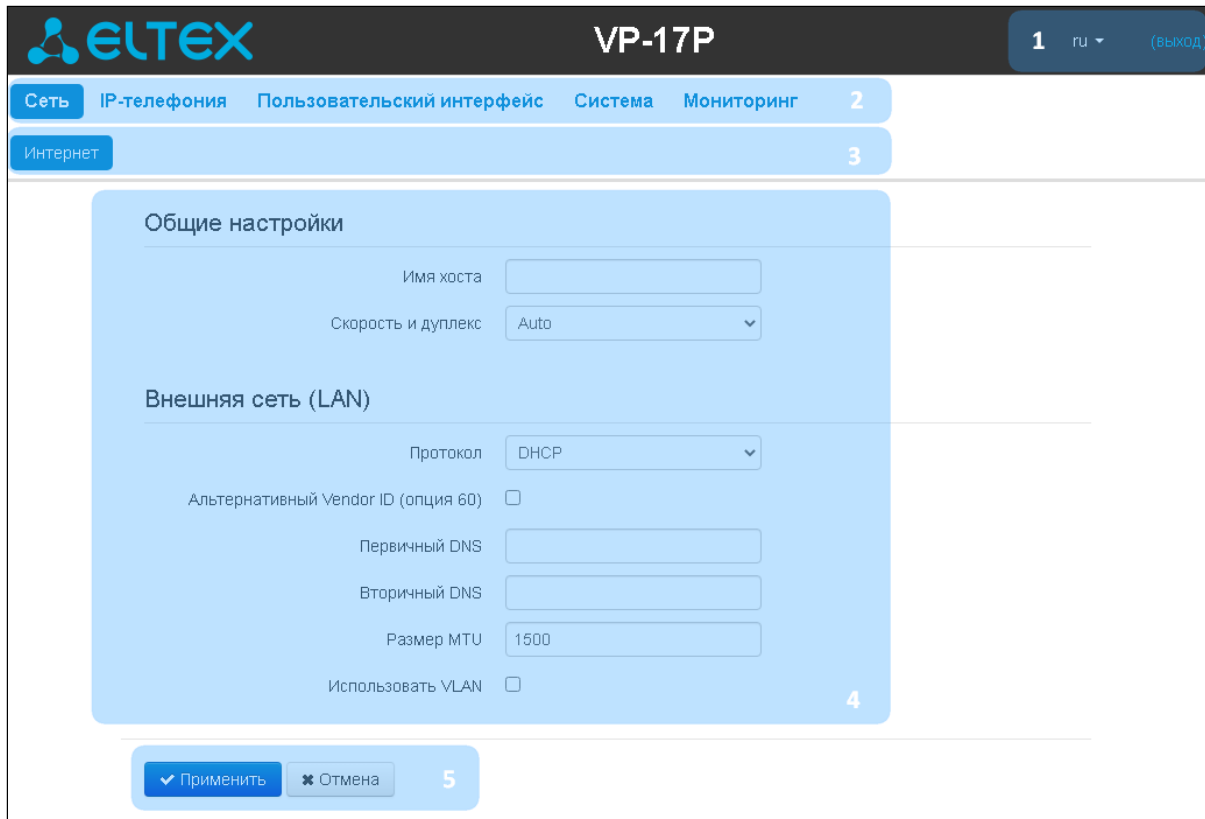 ELTEX VP-17P 1 ru (выход)
Сеть IP-телефония Пользовательский интерфейс Система Мониторинг 2
Интернет 3
Общие настройки
Имя хоста
Скорость и дуплекс Auto
Внешняя сеть (LAN)
Протокол DHCP
Альтернативный Vendor ID (опция 60)
Первичный DNS
Вторичный DNS
Размер MTU 1500
Использовать VLAN
4
Применить Отмена 5